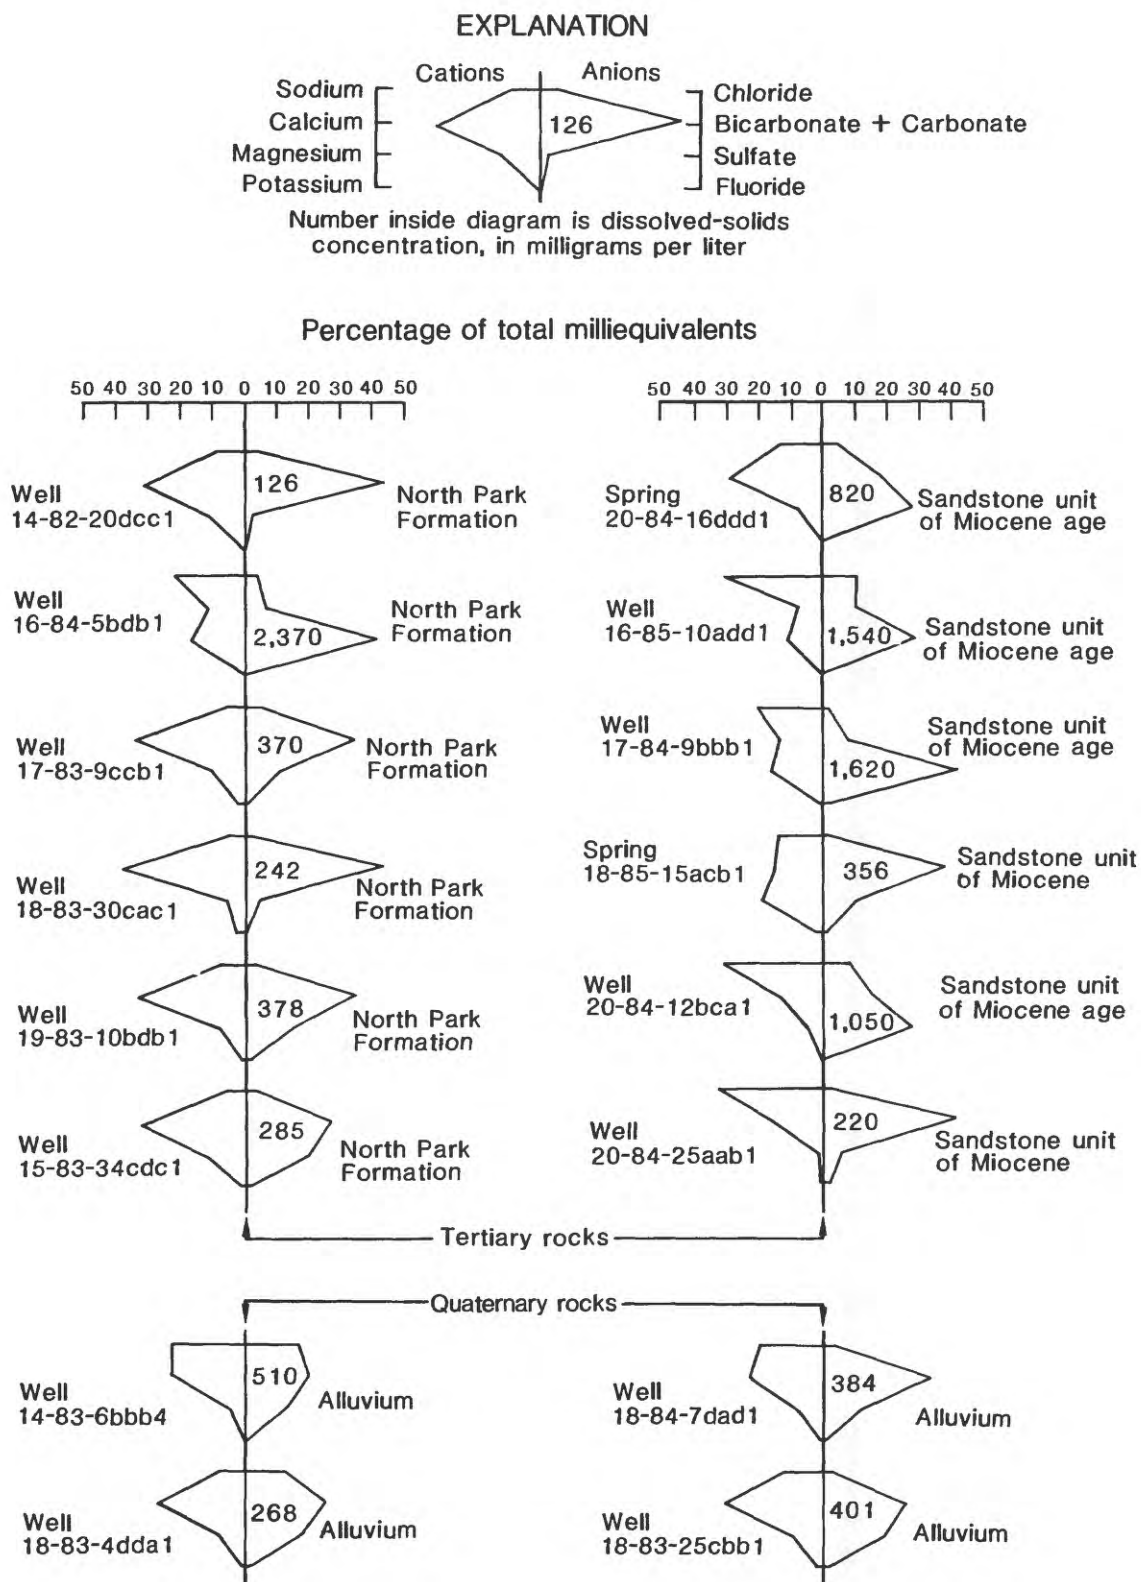 EXPLANATION
Cations Anions
Sodium
Calcium
Magnesium
Potassium
126
Chloride
Bicarbonate + Carbonate
Sulfate
Fluoride
Number inside diagram is dissolved-solids
concentration, in milligrams per liter
Percentage of total milliequivalents
50 40 30 20 10 0 10 20 30 40 50
Well
14-82-20dcc1
126
North Park
Formation
Well
16-84-5bdb1
2,370
North Park
Formation
Well
17-83-9ccb1
370
North Park
Formation
Well
18-83-30cac1
242
North Park
Formation
Well
19-83-10bdb1
378
North Park
Formation
Well
15-83-34cdc1
285
North Park
Formation
50 40 30 20 10 0 10 20 30 40 50
Spring
20-84-16ddd1
820
Sandstone unit
of Miocene age
Well
16-85-10add1
1,540
Sandstone unit
of Miocene age
Well
17-84-9bbb1
1,620
Sandstone unit
of Miocene age
Spring
18-85-15acb1
356
Sandstone unit
of Miocene
Well
20-84-12bca1
1,050
Sandstone unit
of Miocene age
Well
20-84-25aab1
220
Sandstone unit
of Miocene
Tertiary rocks
Quaternary rocks
Well
14-83-6bbb4
510
Alluvium
Well
18-83-4dda1
268
Alluvium
Well
18-84-7dad1
384
Alluvium
Well
18-83-25cbb1
401
Alluvium